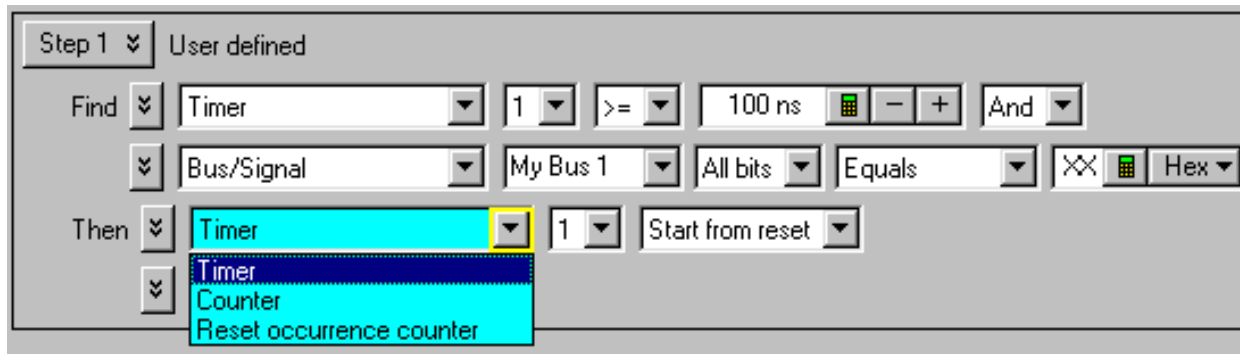 Step 1 User defined
Find Timer 1 >= 100 ns - + And
Bus/Signal My Bus 1 All bits Equals XX Hex
Then Timer 1 Start from reset
Timer
Counter
Reset occurrence counter